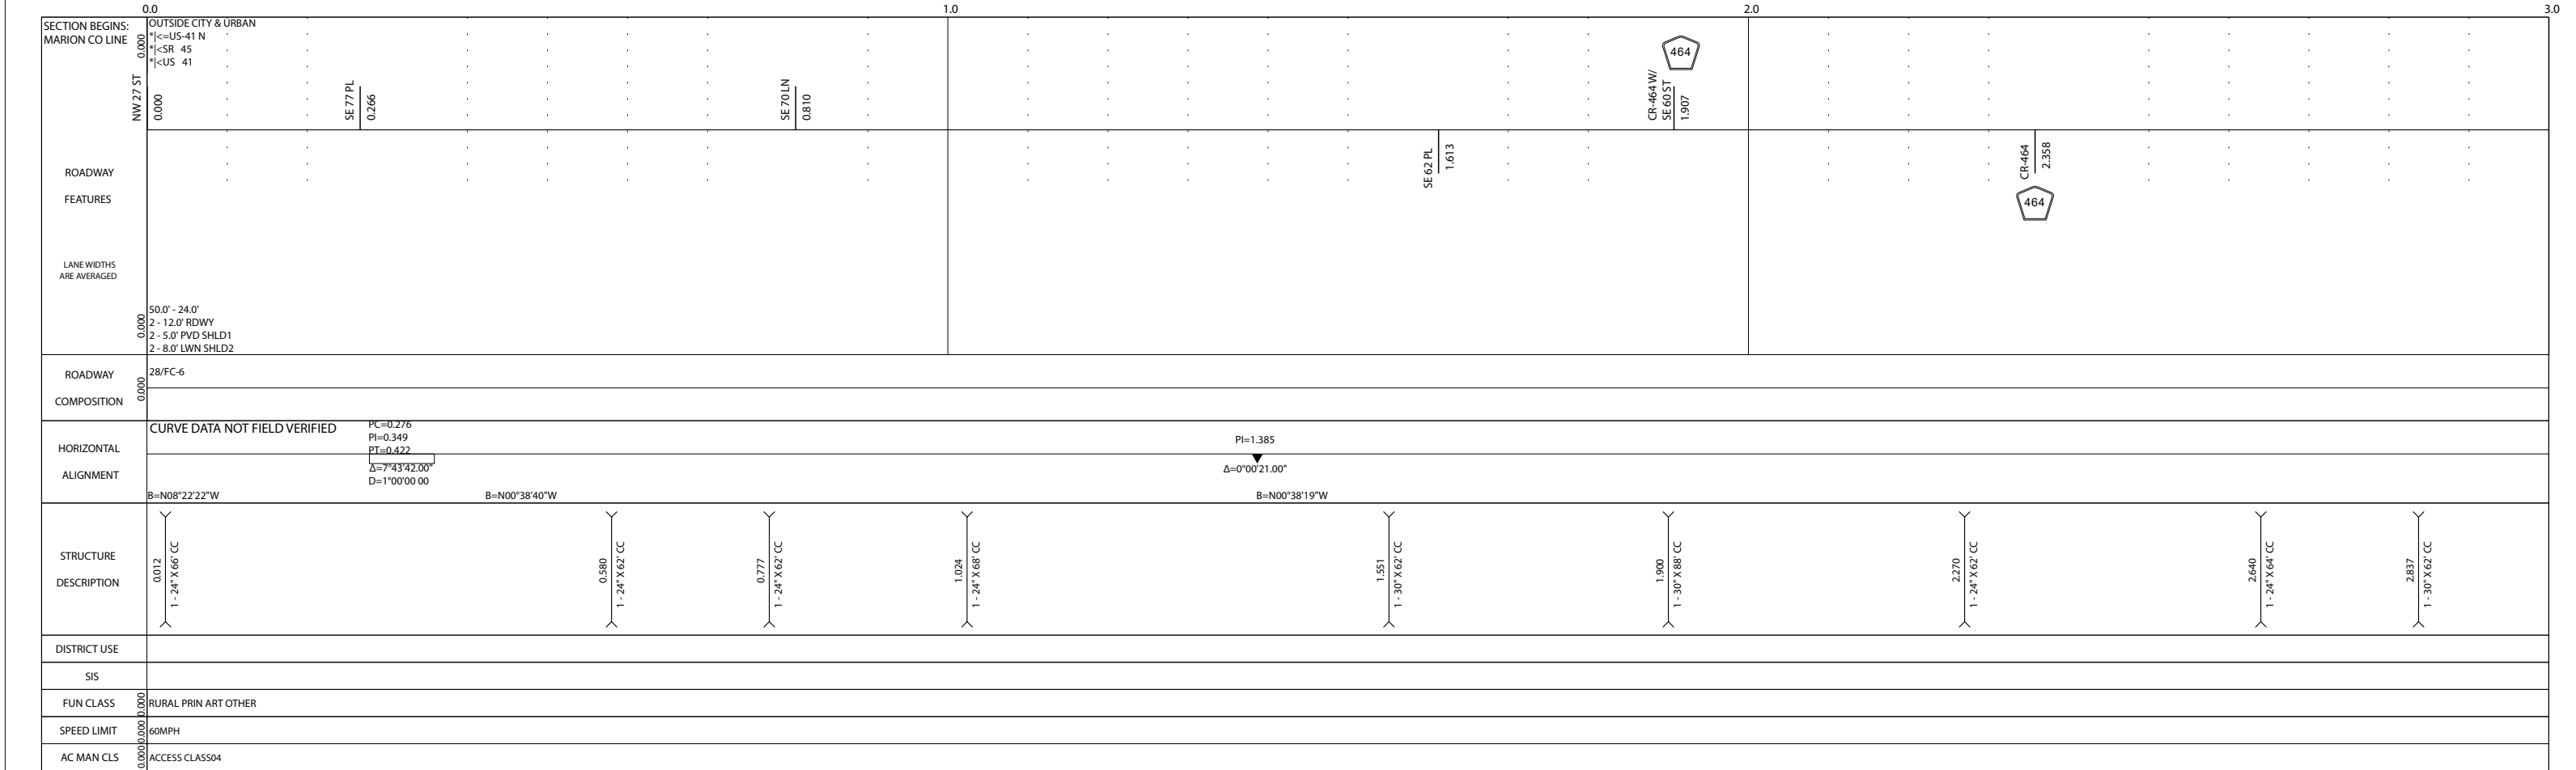 0.0
1.0
2.0
3.0
SECTION BEGINS:
MARION CO LINE
0.000
OUTSIDE CITY & URBAN
*|<=US-41 N
*|<SR 45
*|<US 41
NW 27 ST
0.000
SE 77 PL
0.266
SE 70 LN
0.810
SE 62 PL
1.613
CR-464 W/
SE 60 ST
1.907
464
CR-464
2.358
464
ROADWAY
FEATURES
LANE WIDTHS
ARE AVERAGED
0.000
50.0' - 24.0'
2 - 12.0' RDWY
2 - 5.0' PVD SHLD1
2 - 8.0' LWN SHLD2
ROADWAY
COMPOSITION
0.000
28/FC-6
HORIZONTAL
ALIGNMENT
CURVE DATA NOT FIELD VERIFIED
PC=0.276
PI=0.349
PT=0.422
Δ=7°43'42.00"
D=1°00'00 00
PI=1.385
Δ=0°00'21.00"
B=N08°22'22"W
B=N00°38'40"W
B=N00°38'19"W
STRUCTURE
DESCRIPTION
0.012
1 - 24" X 66' CC
0.580
1 - 24" X 62' CC
0.777
1 - 24" X 62' CC
1.024
1 - 24" X 68' CC
1.551
1 - 30" X 62' CC
1.900
1 - 30" X 88' CC
2.270
1 - 24" X 62' CC
2.640
1 - 24" X 64' CC
2.837
1 - 30" X 62' CC
DISTRICT USE
SIS
FUN CLASS
0.000
RURAL PRIN ART OTHER
SPEED LIMIT
0.000
60MPH
AC MAN CLS
0.000
ACCESS CLASS04